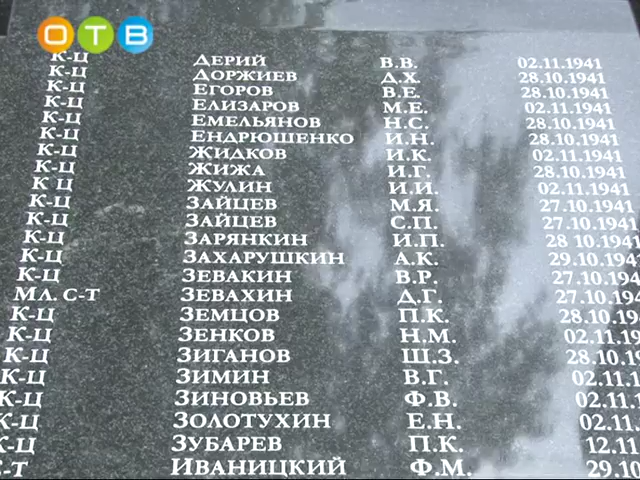 ОТВ
К-Ц ДЕРИЙ В.В. 02.11.1941
К-Ц ДОРЖИЕВ Д.Х. 28.10.1941
К-Ц ЕГОРОВ В.Е. 28.10.1941
К-Ц ЕЛИЗАРОВ М.Е. 02.11.1941
К-Ц ЕМЕЛЬЯНОВ Н.С. 28.10.1941
К-Ц ЕНДРЮШЕНКО И.Н. 28.10.1941
К-Ц ЖИДКОВ И.К. 02.11.1941
К-Ц ЖИЖА И.Г. 28.10.1941
К Ц ЖУЛИН И.И. 02.11.1941
К-Ц ЗАЙЦЕВ М.Я. 27.10.1941
К-Ц ЗАЙЦЕВ С.П. 27.10.1941
К-Ц ЗАРЯНКИН И.П. 28 10.1941
К-Ц ЗАХАРУШКИН А.К. 29.10.1941
К-Ц ЗЕВАКИН В.Р. 27.10.194
МЛ. С-Т ЗЕВАХИН Д.Г. 27.10.194
К-Ц ЗЕМЦОВ П.К. 28.10.194
К-Ц ЗЕНКОВ Н.М. 02.11.19
К-Ц ЗИГАНОВ Ш.З. 28.10.19
К-Ц ЗИМИН В.Г. 02.11.1
К-Ц ЗИНОВЬЕВ Ф.В. 02.11.1
К-Ц ЗОЛОТУХИН Е.Н. 02.11.
К-Ц ЗУБАРЕВ П.К. 12.11
С-Т ИВАНИЦКИЙ Ф.М. 29.10